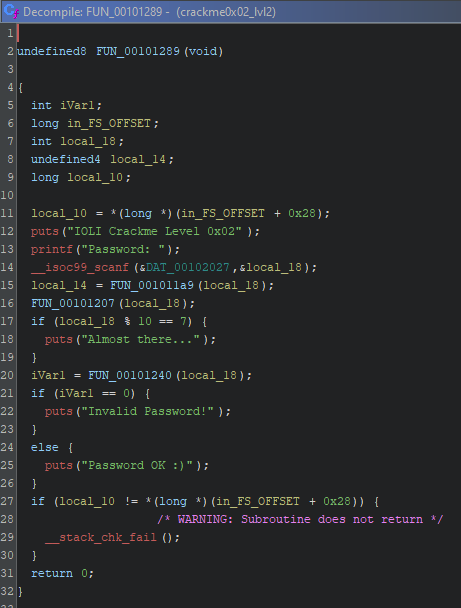 Decompile: FUN_00101289 - (crackme0x02_lvl2)
1
2 undefined8 FUN_00101289(void)
3
4 {
5 int iVar1;
6 long in_FS_OFFSET;
7 int local_18;
8 undefined4 local_14;
9 long local_10;
10
11 local_10 = *(long *)(in_FS_OFFSET + 0x28);
12 puts("IOLI Crackme Level 0x02");
13 printf("Password: ");
14 __isoc99_scanf(&DAT_00102027,&local_18);
15 local_14 = FUN_001011a9(local_18);
16 FUN_00101207(local_18);
17 if (local_18 % 10 == 7) {
18 puts("Almost there...");
19 }
20 iVar1 = FUN_00101240(local_18);
21 if (iVar1 == 0) {
22 puts("Invalid Password!");
23 }
24 else {
25 puts("Password OK :)");
26 }
27 if (local_10 != *(long *)(in_FS_OFFSET + 0x28)) {
28 /* WARNING: Subroutine does not return */
29 __stack_chk_fail();
30 }
31 return 0;
32 }